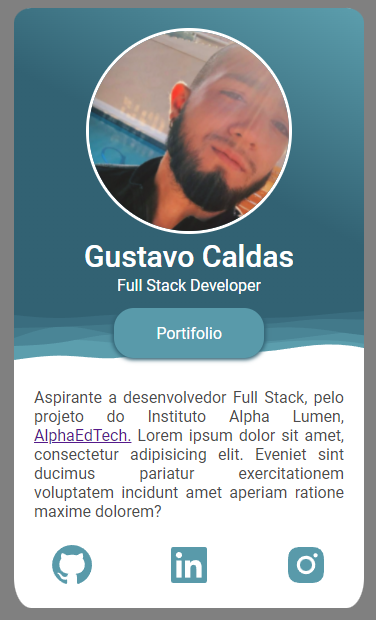 Gustavo Caldas
Full Stack Developer
Portifolio
Aspirante a desenvolvedor Full Stack, pelo
projeto do Instituto Alpha Lumen,
AlphaEdTech. Lorem ipsum dolor sit amet,
consectetur adipisicing elit. Eveniet sint
ducimus pariatur exercitationem
voluptatem incidunt amet aperiam ratione
maxime dolorem?
in